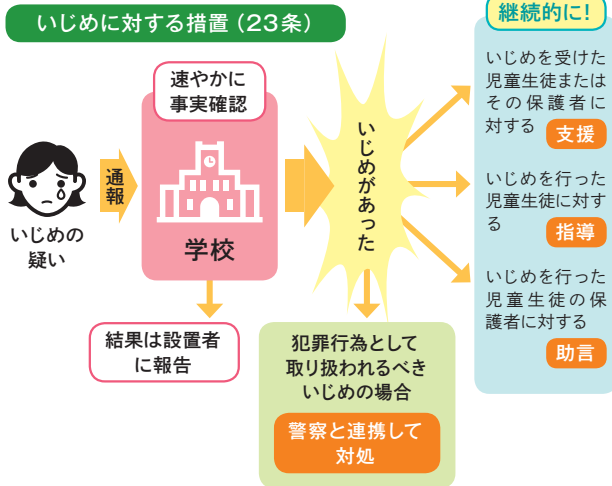 いじめに対する措置（23条）
いじめの
疑い
通報
速やかに
事実確認
学校
結果は設置者
に報告
いじめがあった
犯罪行為として
取り扱われるべき
いじめの場合
警察と連携して
対処
継続的に!
いじめを受けた
児童生徒または
その保護者に
対する 支援
いじめを行った
児童生徒に対す
る 指導
いじめを行った
児童生徒の保
護者に対する
助言